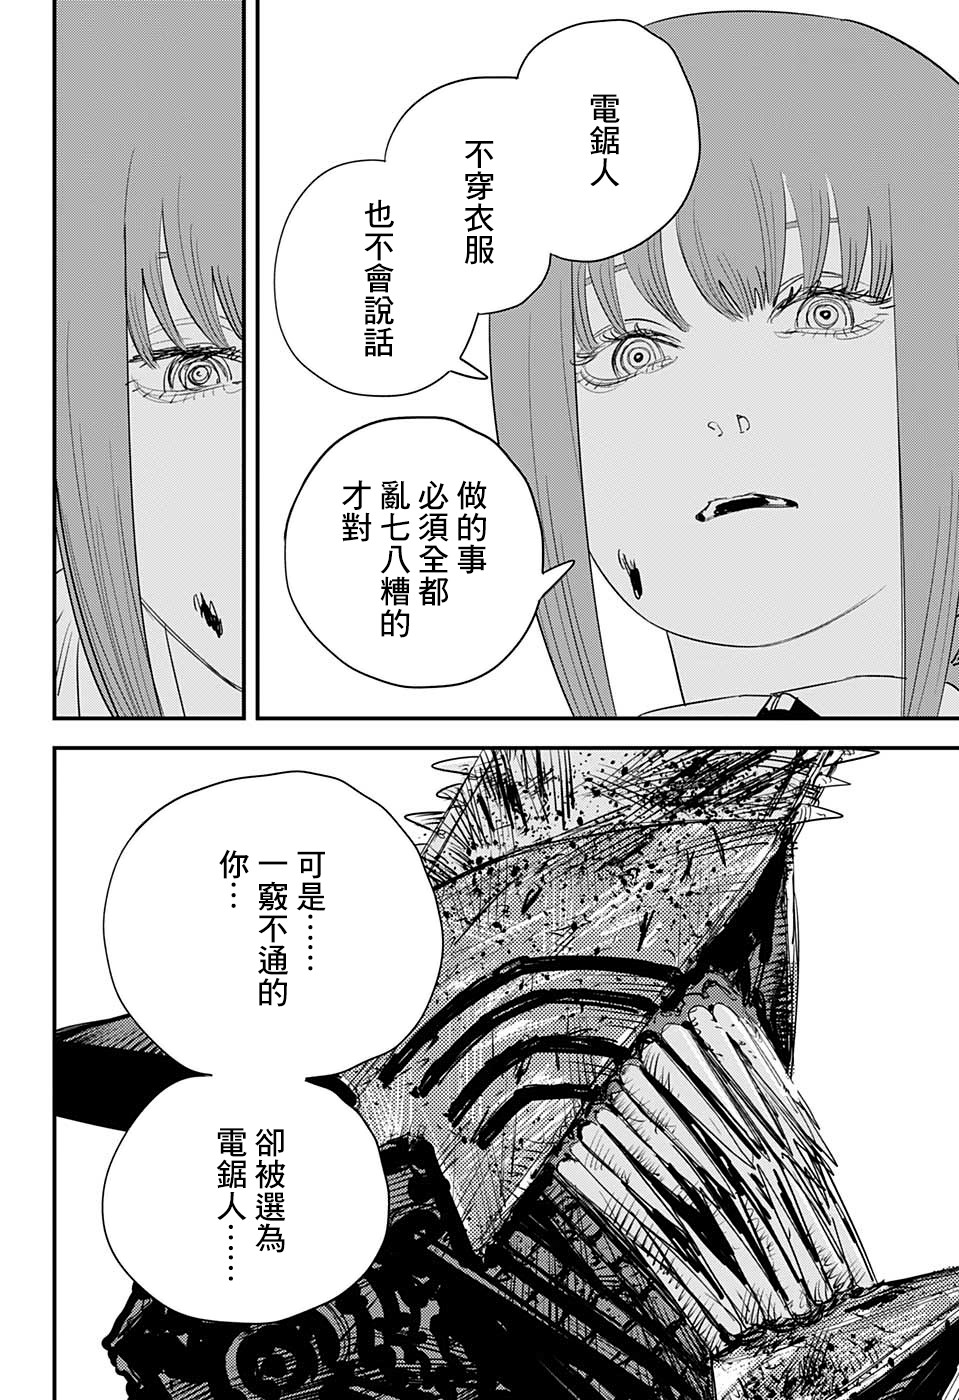 電鋸人
不穿衣服
也不會說話
做的事
必須全都
亂七八糟的
才對
可是……
一竅不通的
你…
卻被選為
電鋸人……